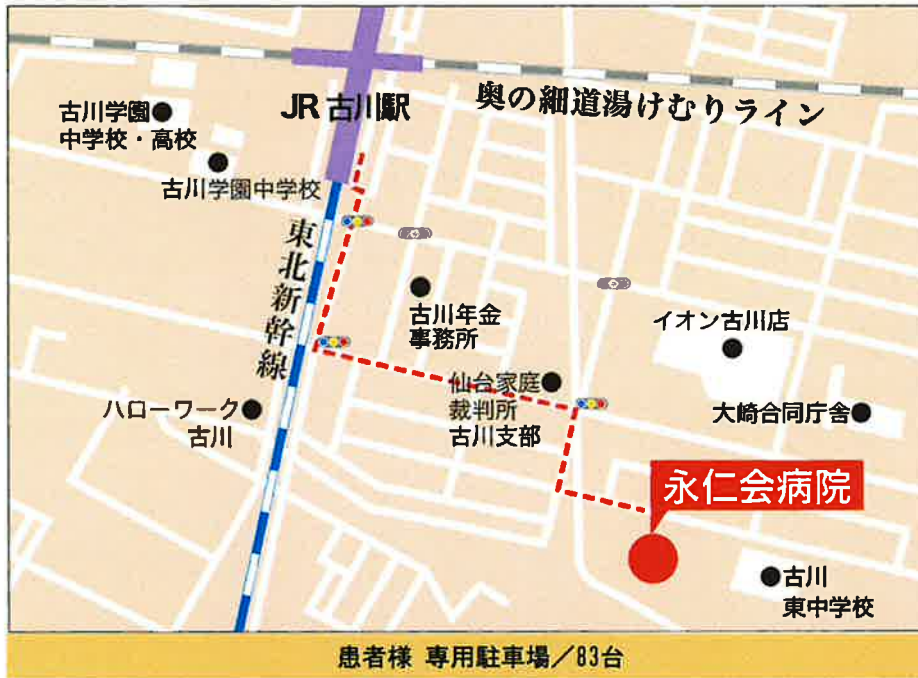 JR 古川駅
奥の細道湯けむりライン
古川学園
中学校・高校
古川学園中学校
東北新幹線
古川年金
事務所
イオン古川店
仙台家庭
裁判所
古川支部
ハローワーク
古川
大崎合同庁舎
永仁会病院
古川
東中学校
患者様 専用駐車場／83台